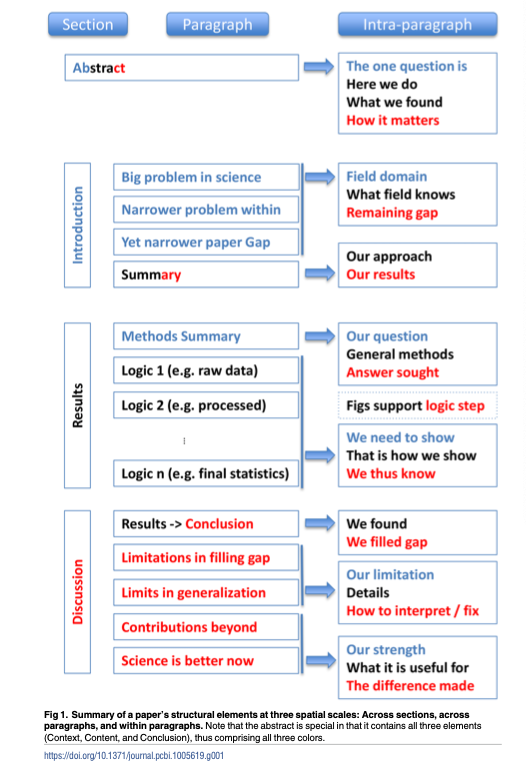 Section Paragraph Intra-paragraph
Abstract
The one question is
Here we do
What we found
How it matters
Introduction
Big problem in science
Narrower problem within
Yet narrower paper Gap
Summary
Field domain
What field knows
Remaining gap
Our approach
Our results
Results
Methods Summary
Logic 1 (e.g. raw data)
Logic 2 (e.g. processed)
⁞
Logic n (e.g. final statistics)
Our question
General methods
Answer sought
Figs support logic step
We need to show
That is how we show
We thus know
Discussion
Results -> Conclusion
Limitations in filling gap
Limits in generalization
Contributions beyond
Science is better now
We found
We filled gap
Our limitation
Details
How to interpret / fix
Our strength
What it is useful for
The difference made
Fig 1. Summary of a paper's structural elements at three spatial scales: Across sections, across
paragraphs, and within paragraphs. Note that the abstract is special in that it contains all three elements
(Context, Content, and Conclusion), thus comprising all three colors.
https://doi.org/10.1371/journal.pcbi.1005619.g001